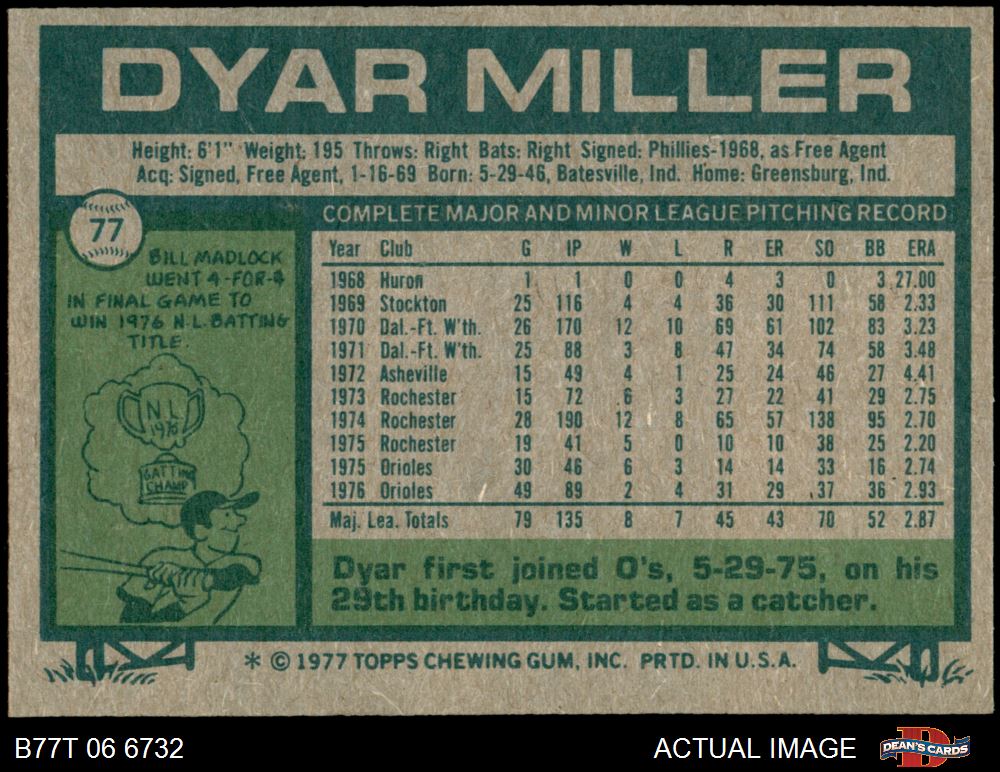 DYAR MILLER
Height: 6'1" Weight: 195 Throws: Right Bats: Right Signed: Phillies-1968, as Free Agent
Acq: Signed, Free Agent, 1-16-69 Born: 5-29-46, Batesville, Ind. Home: Greensburg, Ind.
77
BILL MADLOCK
WENT 4-FOR-4
IN FINAL GAME TO
WIN 1976 N.L. BATTING
TITLE.
N.L.
1976
BATTING
CHAMP
COMPLETE MAJOR AND MINOR LEAGUE PITCHING RECORD
Year Club G IP W L R ER SO BB ERA
1968 Huron 1 1 0 0 4 3 0 3 27.00
1969 Stockton 25 116 4 4 36 30 111 58 2.33
1970 Dal.-Ft. W'th. 26 170 12 10 69 61 102 83 3.23
1971 Dal.-Ft. W'th. 25 88 3 8 47 34 74 58 3.48
1972 Asheville 15 49 4 1 25 24 46 27 4.41
1973 Rochester 15 72 6 3 27 22 41 29 2.75
1974 Rochester 28 190 12 8 65 57 138 95 2.70
1975 Rochester 19 41 5 0 10 10 38 25 2.20
1975 Orioles 30 46 6 3 14 14 33 16 2.74
1976 Orioles 49 89 2 4 31 29 37 36 2.93
Maj. Lea. Totals 79 135 8 7 45 43 70 52 2.87
Dyar first joined O's, 5-29-75, on his
29th birthday. Started as a catcher.
* © 1977 TOPPS CHEWING GUM, INC. PRTD. IN U.S.A.
B77T 06 6732 ACTUAL IMAGE DEAN'S CARDS